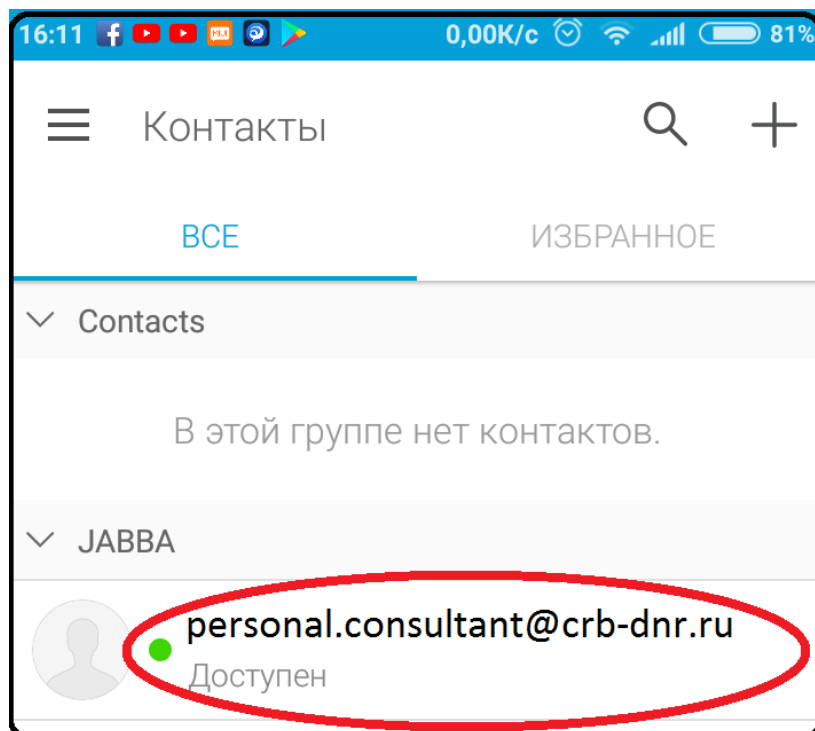 16:11 0,00K/c 81%
Контакты
ВСЕ ИЗБРАННОЕ
Contacts
В этой группе нет контактов.
JABBA
personal.consultant@crb-dnr.ru
Доступен